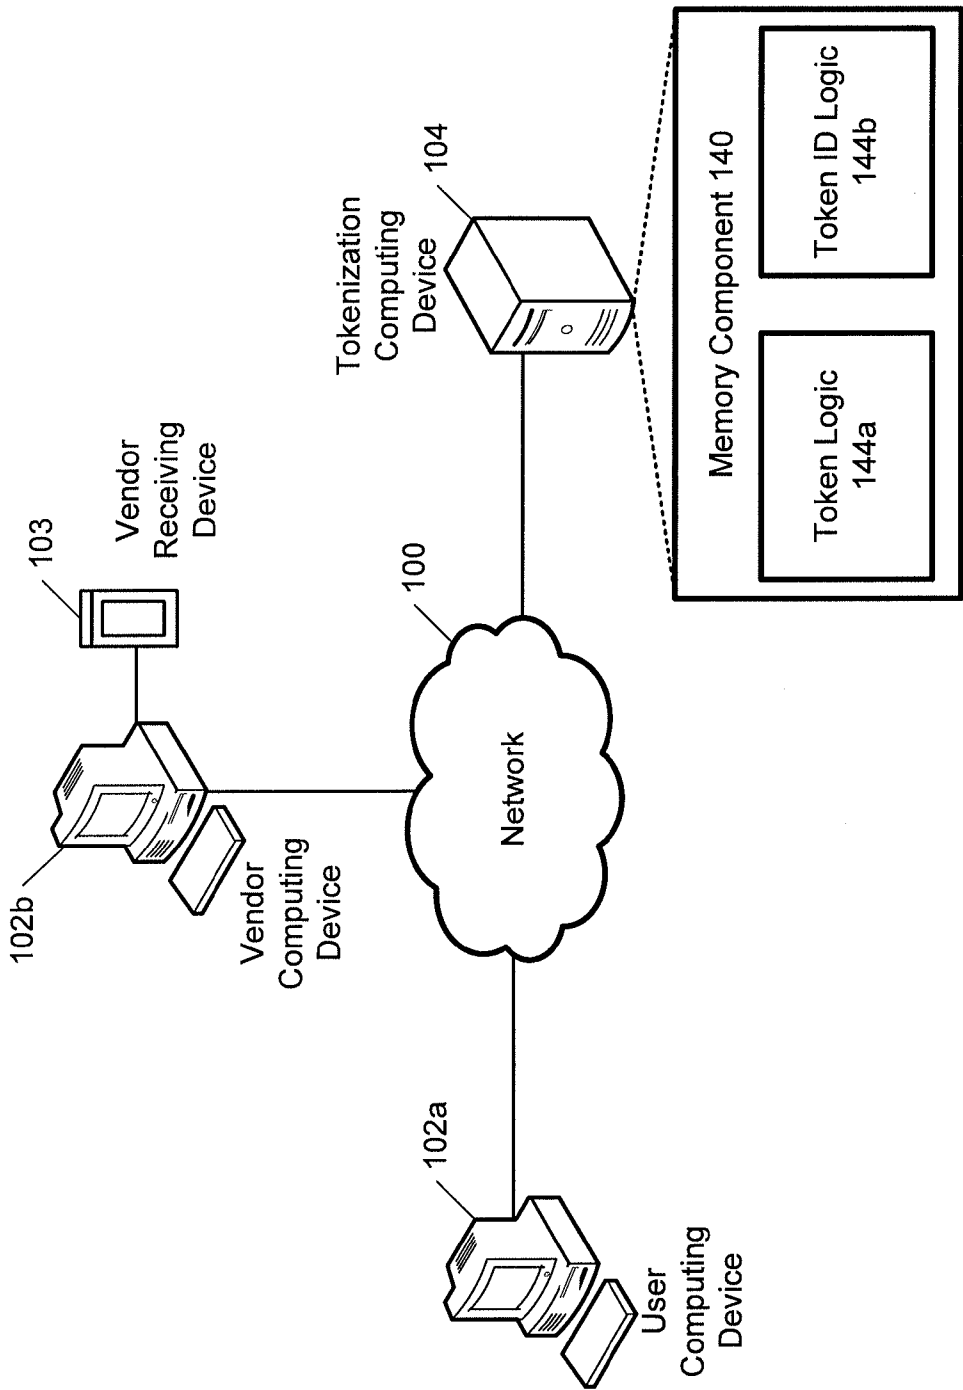 102b
103
Vendor
Receiving
Device
Vendor
Computing
Device
Tokenization
Computing
Device
104
102a
100
Network
User
Computing
Device
Memory Component 140
Token Logic
144a
Token ID Logic
144b